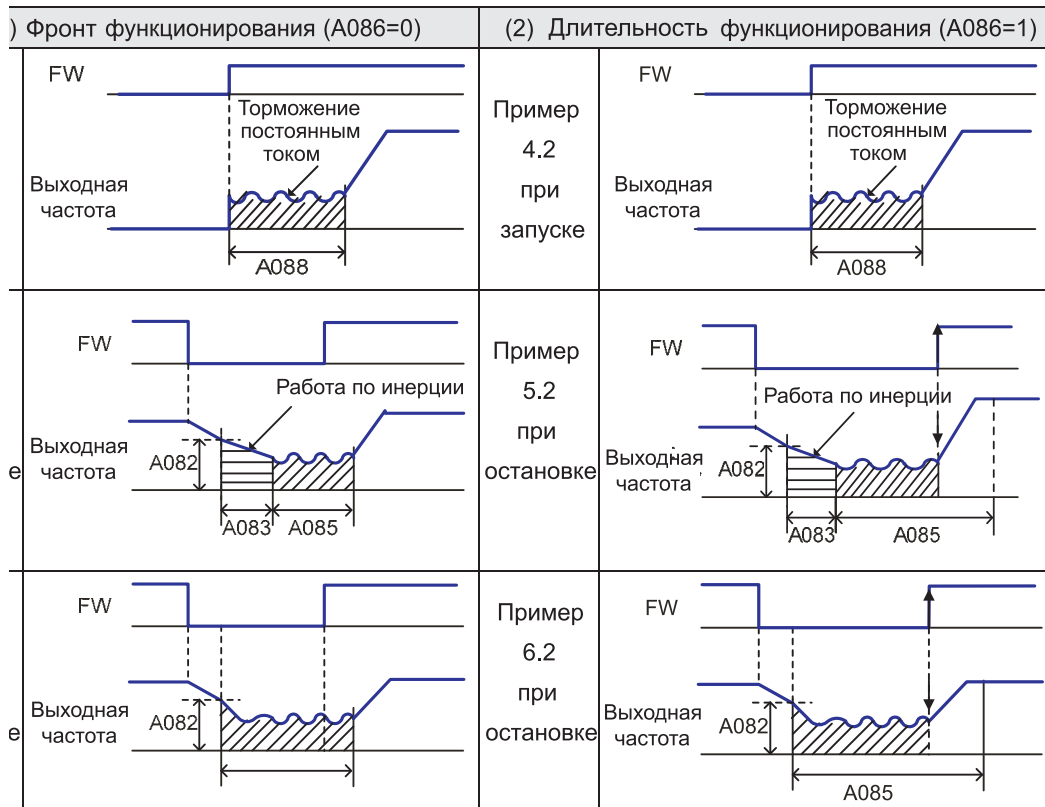 ) Фронт функционирования (A086=0)
(2) Длительность функционирования (A086=1)
FW
Торможение
постоянным
током
Выходная
частота
A088
Пример
4.2
при
запуске
FW
Торможение
постоянным
током
Выходная
частота
A088
е
FW
Работа по инерции
Выходная
частота
A082
A083
A085
Пример
5.2
при
остановке
FW
Работа по инерции
Выходная
частота
A082
A083
A085
е
FW
Выходная
частота
A082
Пример
6.2
при
остановке
FW
Выходная
частота
A082
A085